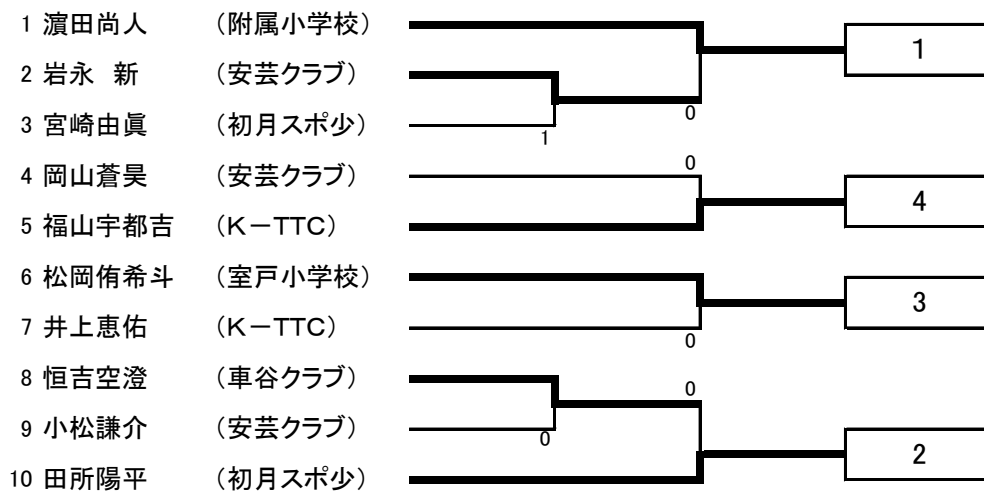 1 濵田尚人 (附属小学校)
1
2 岩永 新 (安芸クラブ)
0
3 宮崎由眞 (初月スポ少)
1
0
4 岡山蒼昊 (安芸クラブ)
4
5 福山宇都吉 (K-TTC)
6 松岡侑希斗 (室戸小学校)
3
7 井上恵佑 (K-TTC)
0
8 恒吉空澄 (車谷クラブ)
0
9 小松謙介 (安芸クラブ)
0
2
10 田所陽平 (初月スポ少)